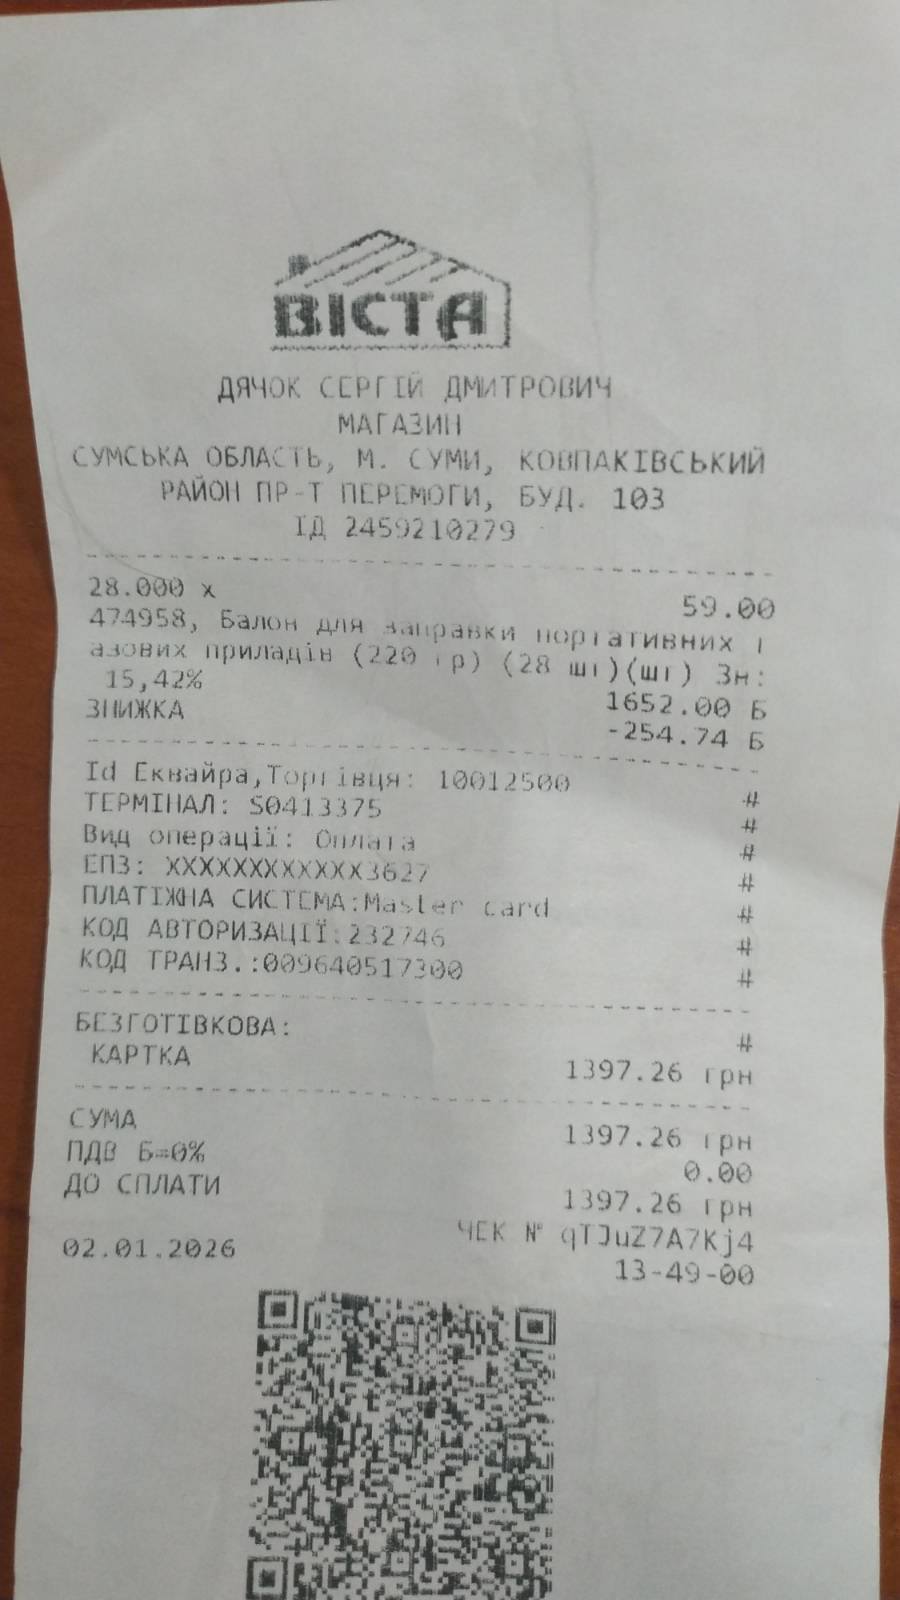 ВІСТА
ДЯЧОК СЕРГІЙ ДМИТРОВИЧ
МАГАЗИН
СУМСЬКА ОБЛАСТЬ, М. СУМИ, КОВПАКІВСЬКИЙ
РАЙОН ПР-Т ПЕРЕМОГИ, БУД. 103
ІД 2459210279
28.000 х 59.00
474958, Балон для заправки портативних г
азових приладів (220 гр) (28 шт)(шт) Зн:
15,42% 1652.00 Б
ЗНИЖКА -254.74 Б
Id Еквайра,Торгівця: 10012500 #
ТЕРМІНАЛ: S0413375 #
Вид операції: Оплата #
ЕПЗ: XXXXXXXXXXXX3627 #
ПЛАТІЖНА СИСТЕМА:Master card #
КОД АВТОРИЗАЦІЇ:232746 #
КОД ТРАНЗ.:009640517300 #
БЕЗГОТІВКОВА: #
КАРТКА 1397.26 грн
СУМА 1397.26 грн
ПДВ Б=0% 0.00
ДО СПЛАТИ 1397.26 грн
ЧЕК № qTJuZ7A7Kj4
02.01.2026 13-49-00